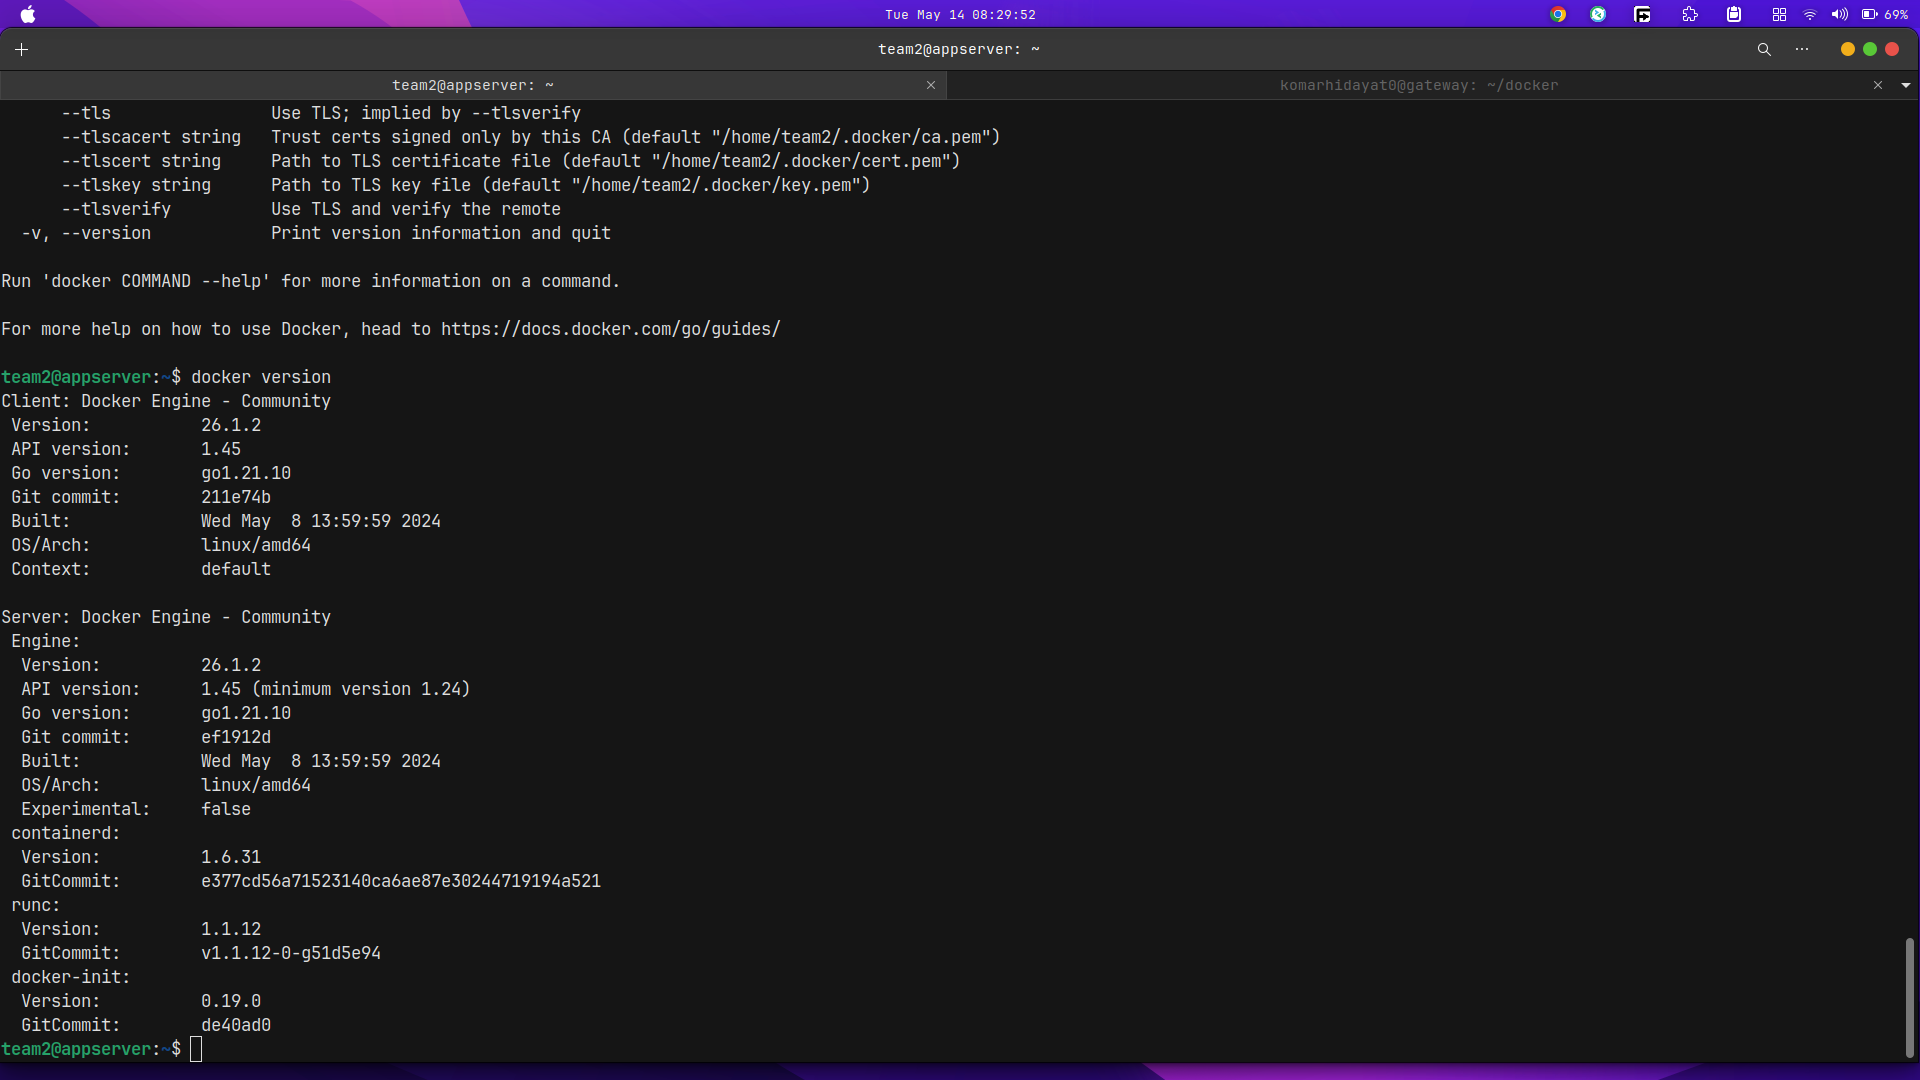 Tue May 14 08:29:52
69%
team2@appserver: ~
team2@appserver: ~
komarhidayat0@gateway: ~/docker
--tls Use TLS; implied by --tlsverify
--tlscacert string Trust certs signed only by this CA (default "/home/team2/.docker/ca.pem")
--tlscert string Path to TLS certificate file (default "/home/team2/.docker/cert.pem")
--tlskey string Path to TLS key file (default "/home/team2/.docker/key.pem")
--tlsverify Use TLS and verify the remote
-v, --version Print version information and quit
Run 'docker COMMAND --help' for more information on a command.
For more help on how to use Docker, head to https://docs.docker.com/go/guides/
team2@appserver:~$ docker version
Client: Docker Engine - Community
Version: 26.1.2
API version: 1.45
Go version: go1.21.10
Git commit: 211e74b
Built: Wed May  8 13:59:59 2024
OS/Arch: linux/amd64
Context: default
Server: Docker Engine - Community
Engine:
Version: 26.1.2
API version: 1.45 (minimum version 1.24)
Go version: go1.21.10
Git commit: ef1912d
Built: Wed May  8 13:59:59 2024
OS/Arch: linux/amd64
Experimental: false
containerd:
Version: 1.6.31
GitCommit: e377cd56a71523140ca6ae87e30244719194a521
runc:
Version: 1.1.12
GitCommit: v1.1.12-0-g51d5e94
docker-init:
Version: 0.19.0
GitCommit: de40ad0
team2@appserver:~$